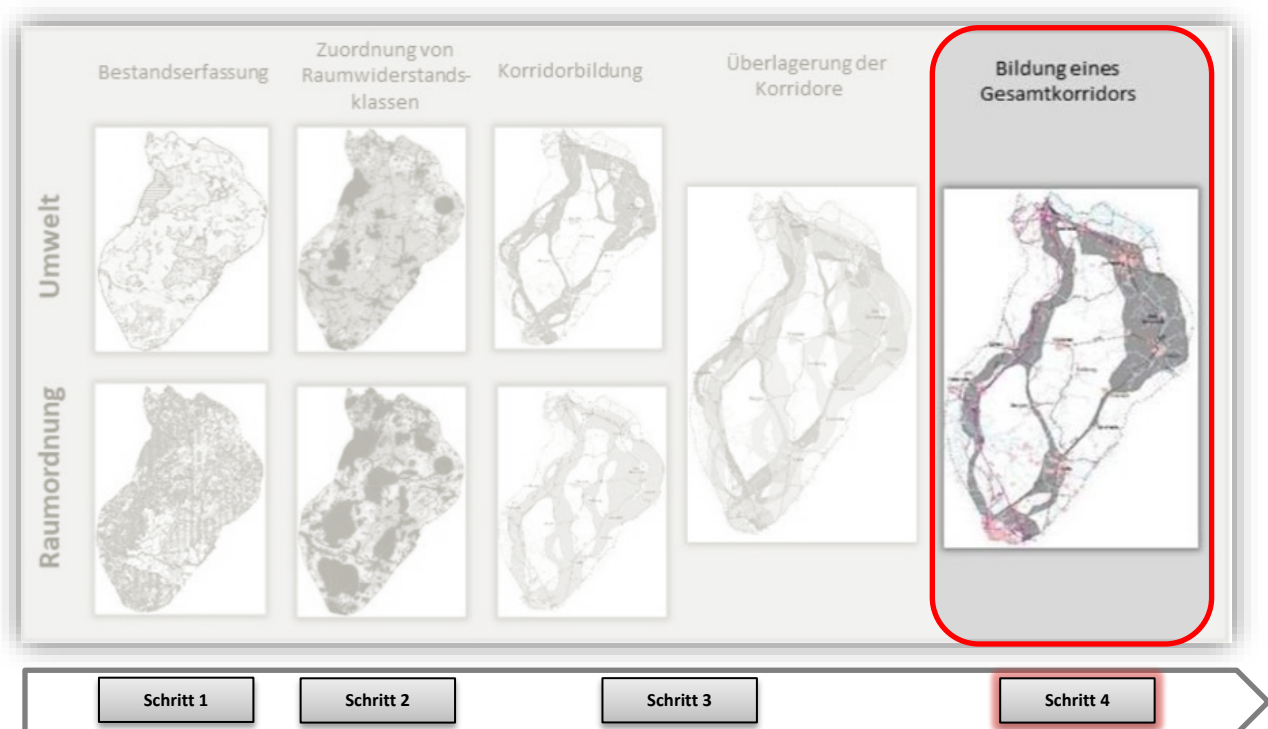 Bestandserfassung
Zuordnung von
Raumwiderstands-
klassen
Korridorbildung
Überlagerung der
Korridore
Bildung eines
Gesamtkorridors
Umwelt
Raumordnung
Schritt 1
Schritt 2
Schritt 3
Schritt 4